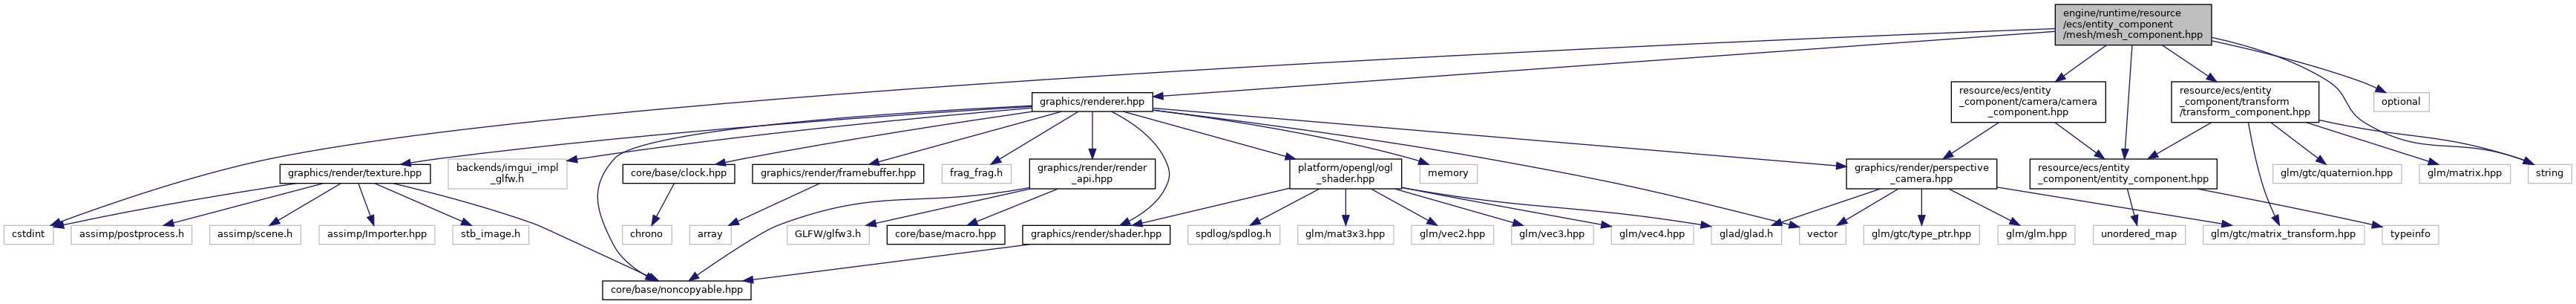 engine/runtime/resource
/ecs/entity_component
/mesh/mesh_component.hpp
resource/ecs/entity
_component/camera/camera
_component.hpp
resource/ecs/entity
_component/transform
/transform_component.hpp
optional
graphics/renderer.hpp
graphics/render/texture.hpp
backends/imgui_impl
_glfw.h
core/base/clock.hpp
graphics/render/framebuffer.hpp
frag_frag.h
graphics/render/render
_api.hpp
platform/opengl/ogl
_shader.hpp
memory
graphics/render/perspective
_camera.hpp
resource/ecs/entity
_component/entity_component.hpp
glm/gtc/quaternion.hpp
glm/matrix.hpp
string
cstdint
assimp/postprocess.h
assimp/scene.h
assimp/Importer.hpp
stb_image.h
chrono
array
GLFW/glfw3.h
core/base/macro.hpp
graphics/render/shader.hpp
spdlog/spdlog.h
glm/mat3x3.hpp
glm/vec2.hpp
glm/vec3.hpp
glm/vec4.hpp
glad/glad.h
vector
glm/gtc/type_ptr.hpp
glm/glm.hpp
unordered_map
glm/gtc/matrix_transform.hpp
typeinfo
core/base/noncopyable.hpp